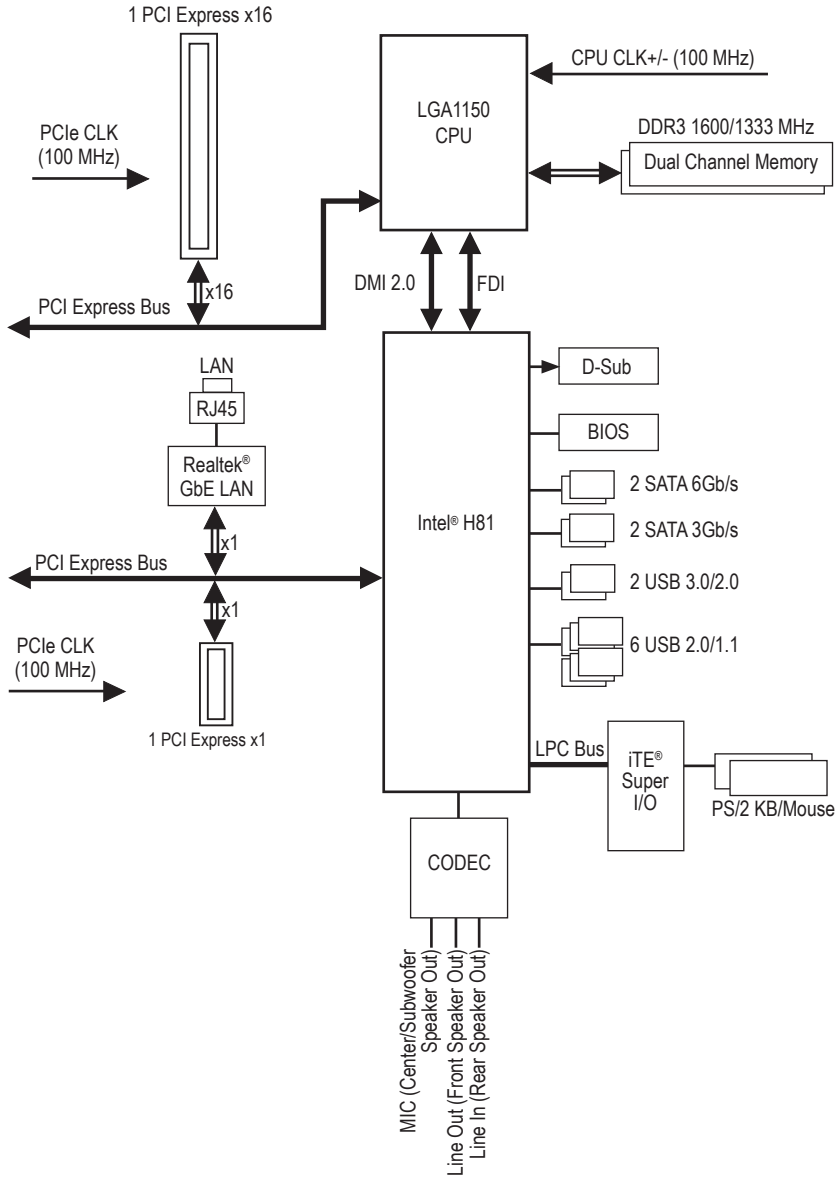 1 PCI Express x16
PCIe CLK
(100 MHz)
x16
PCI Express Bus
LGA1150
CPU
CPU CLK+/- (100 MHz)
DDR3 1600/1333 MHz
Dual Channel Memory
DMI 2.0
FDI
LAN
RJ45
Realtek®
GbE LAN
x1
PCI Express Bus
x1
PCIe CLK
(100 MHz)
1 PCI Express x1
Intel® H81
D-Sub
BIOS
2 SATA 6Gb/s
2 SATA 3Gb/s
2 USB 3.0/2.0
6 USB 2.0/1.1
LPC Bus
iTE®
Super
I/O
PS/2 KB/Mouse
CODEC
MIC (Center/Subwoofer
Speaker Out)
Line Out (Front Speaker Out)
Line In (Rear Speaker Out)